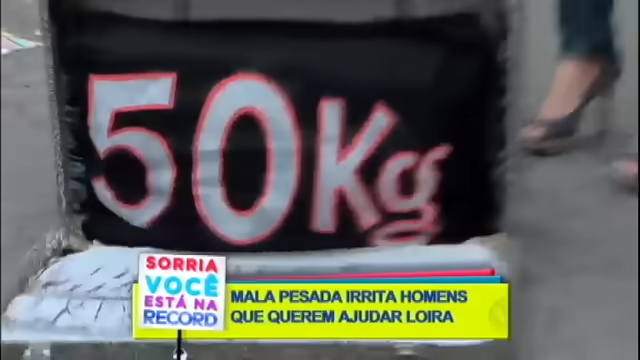 50Kg
SORRIA
VOCÊ
ESTÁ NA
RECORD
MALA PESADA IRRITA HOMENS
QUE QUEREM AJUDAR LOIRA